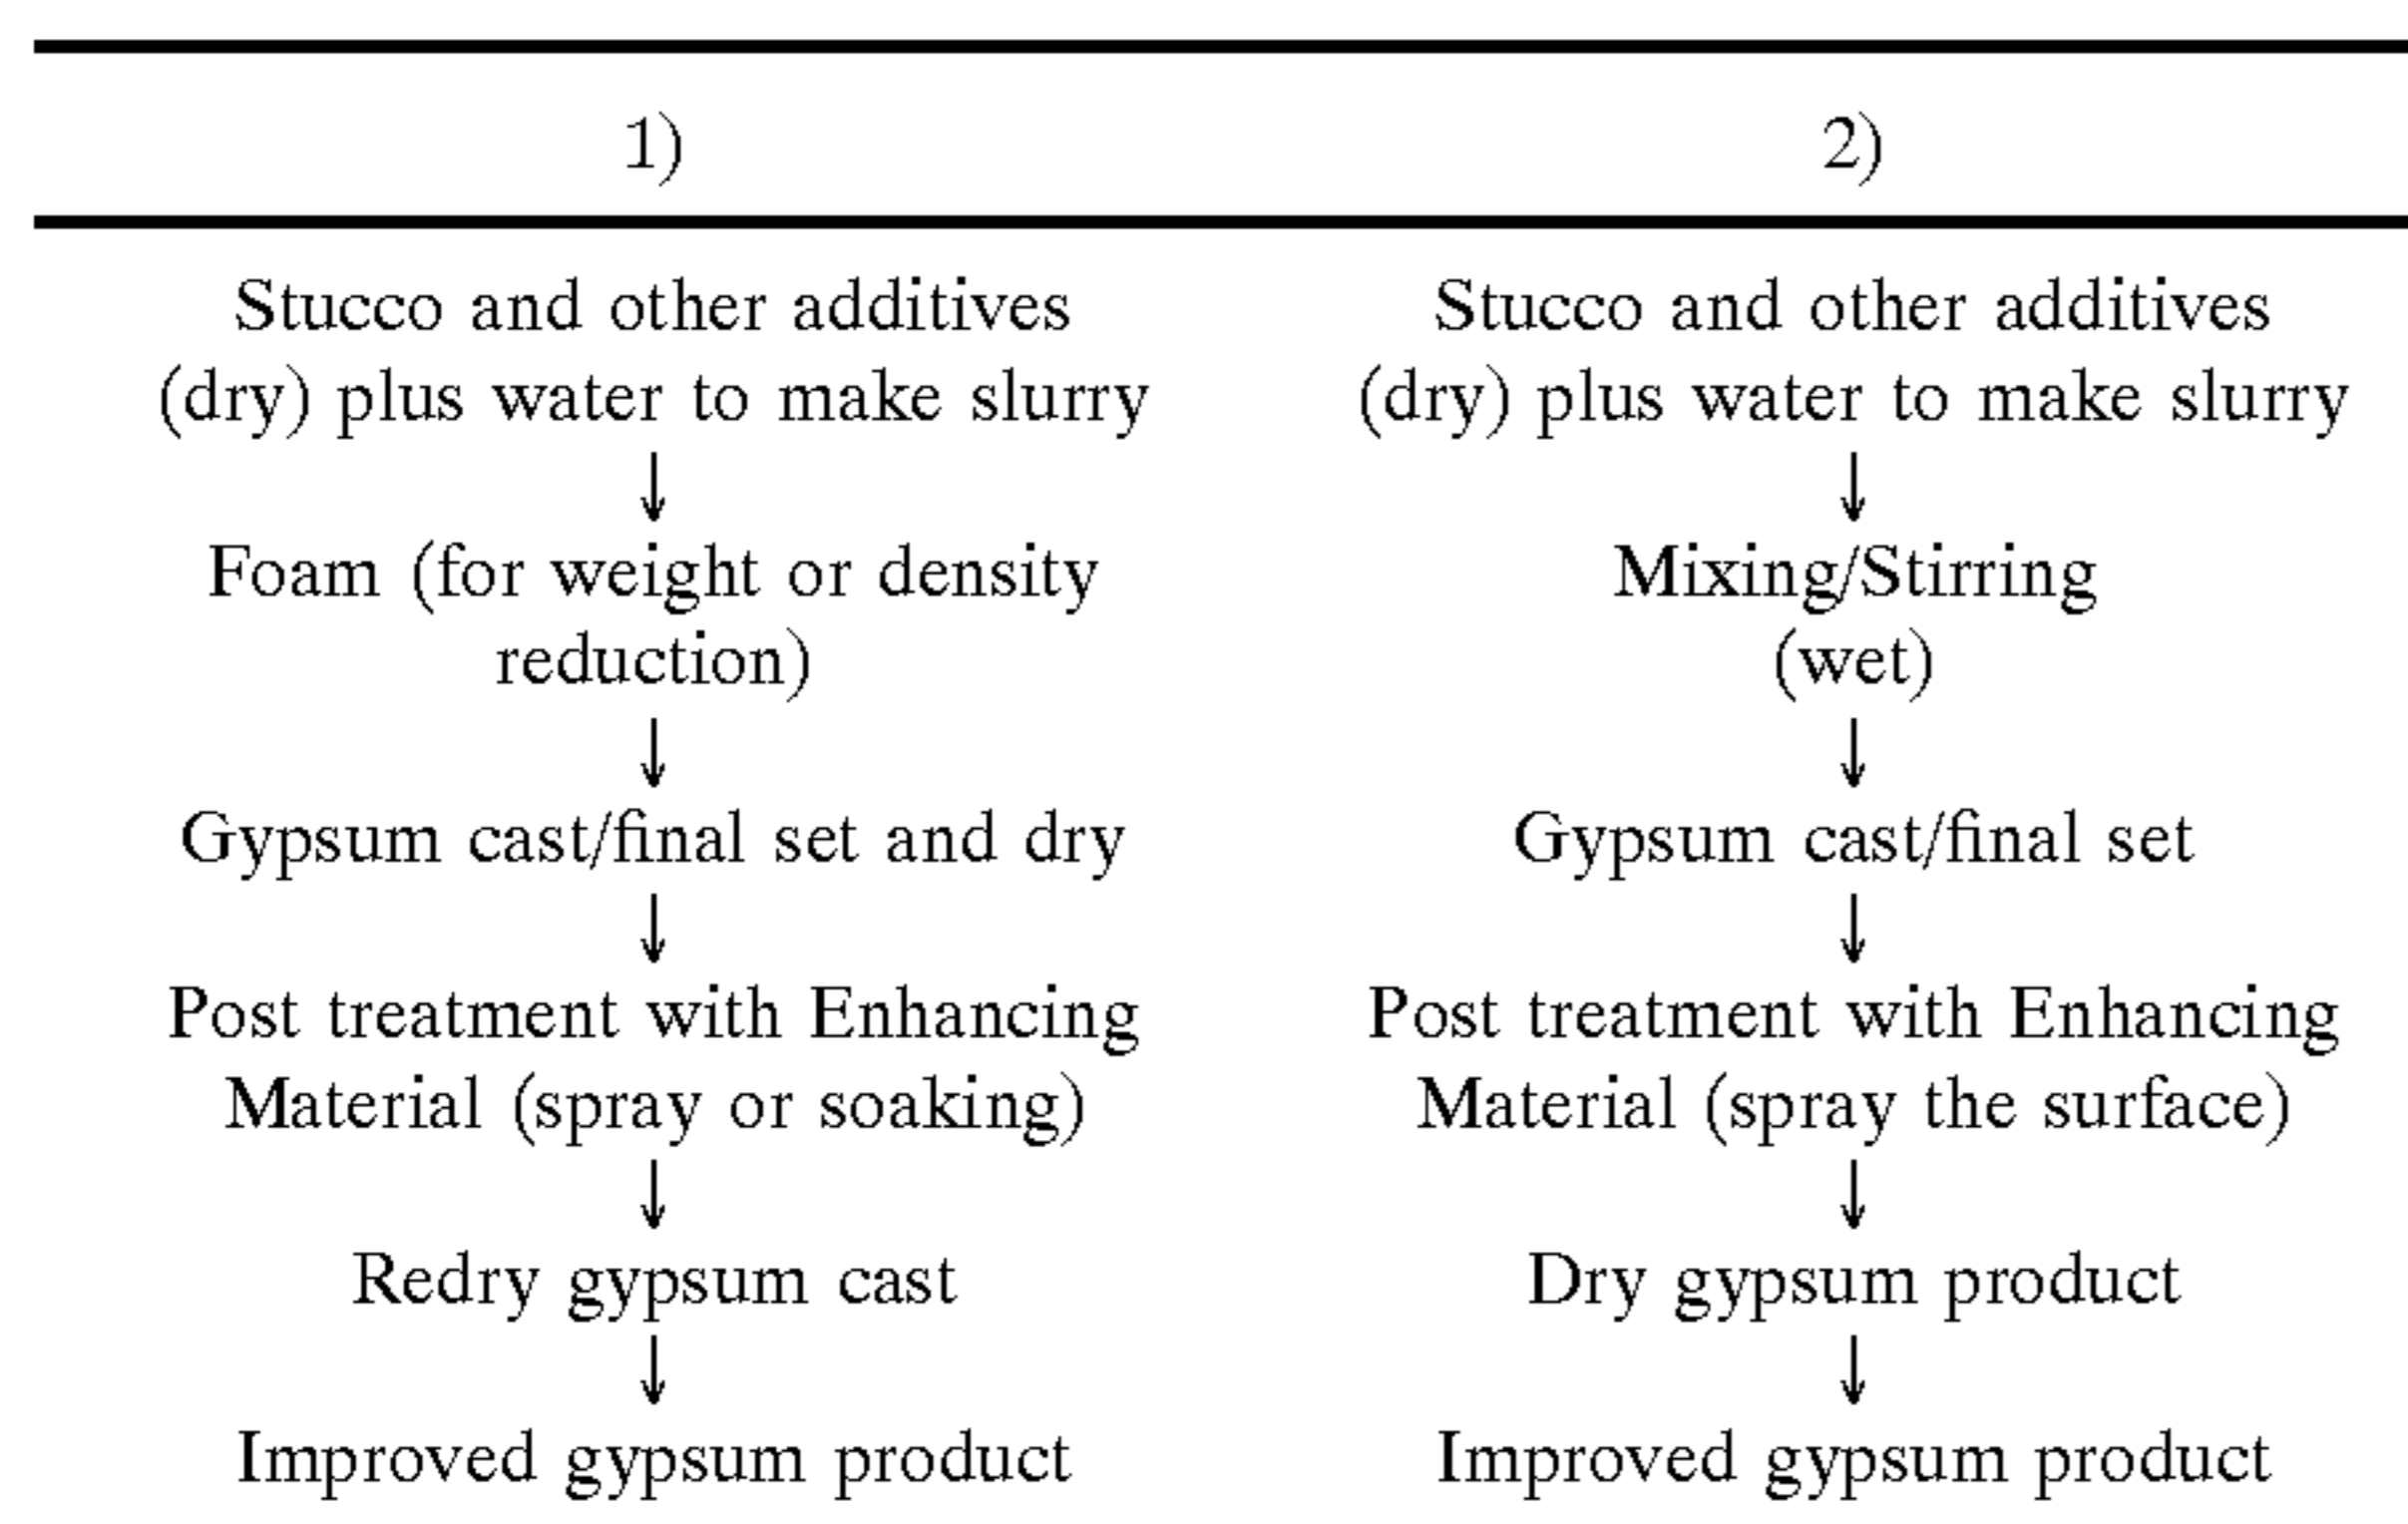 1)
Stucco and other additives
(dry) plus water to make slurry
↓
Foam (for weight or density
reduction)
↓
Gypsum cast/final set and dry
↓
Post treatment with Enhancing
Material (spray or soaking)
↓
Redry gypsum cast
↓
Improved gypsum product
2)
Stucco and other additives
(dry) plus water to make slurry
↓
Mixing/Stirring
(wet)
↓
Gypsum cast/final set
↓
Post treatment with Enhancing
Material (spray the surface)
↓
Dry gypsum product
↓
Improved gypsum product